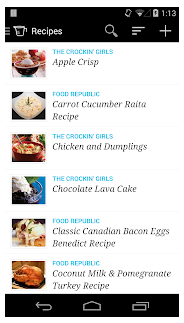 1:13
Recipes
THE CROCKIN' GIRLS
Apple Crisp
FOOD REPUBLIC
Carrot Cucumber Raita
Recipe
THE CROCKIN' GIRLS
Chicken and Dumplings
THE CROCKIN' GIRLS
Chocolate Lava Cake
FOOD REPUBLIC
Classic Canadian Bacon Eggs
Benedict Recipe
FOOD REPUBLIC
Coconut Milk & Pomegranate
Turkey Recipe